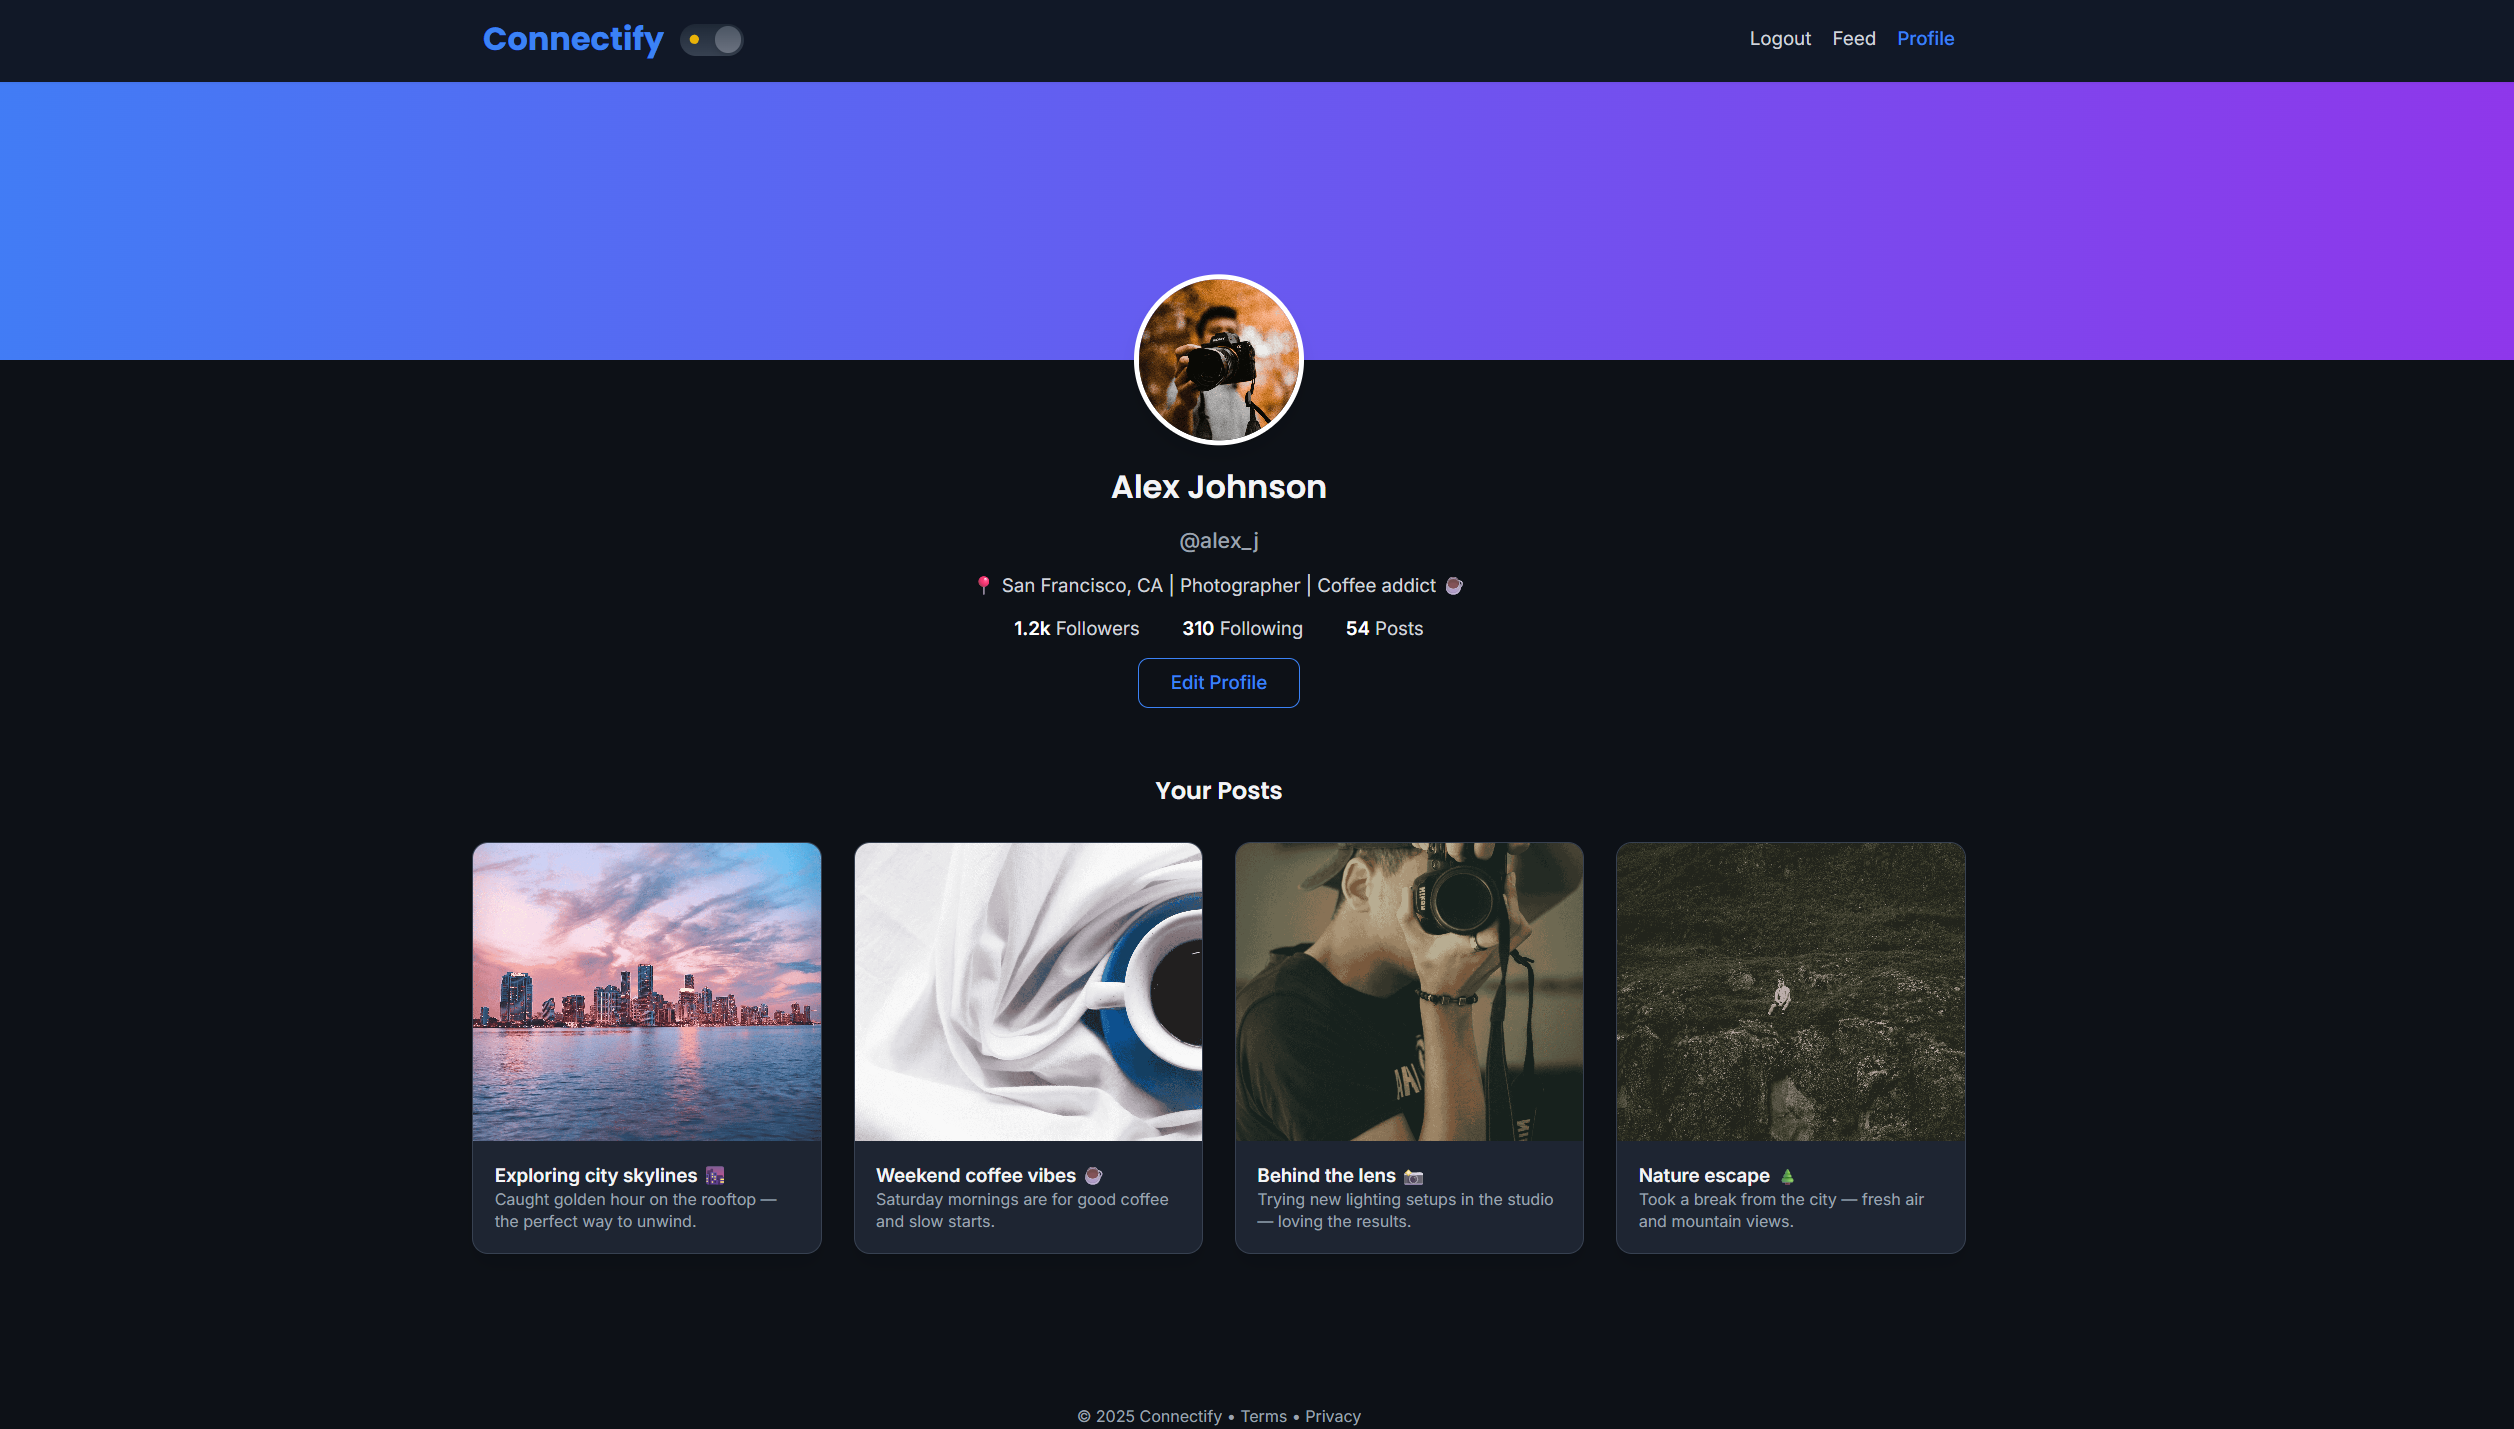 Connectify
Logout Feed Profile
Alex Johnson
@alex_j
📍 San Francisco, CA | Photographer | Coffee addict ☕
1.2k Followers 310 Following 54 Posts
Edit Profile
Your Posts
Exploring city skylines 🌆
Caught golden hour on the rooftop —
the perfect way to unwind.
Weekend coffee vibes ☕
Saturday mornings are for good coffee
and slow starts.
Behind the lens 📸
Trying new lighting setups in the studio
— loving the results.
Nature escape 🌲
Took a break from the city — fresh air
and mountain views.
© 2025 Connectify • Terms • Privacy